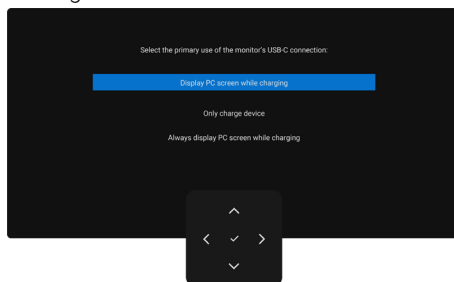 Select the primary use of the monitor's USB-C connection:
Display PC screen while charging
Only charge device
Always display PC screen while charging